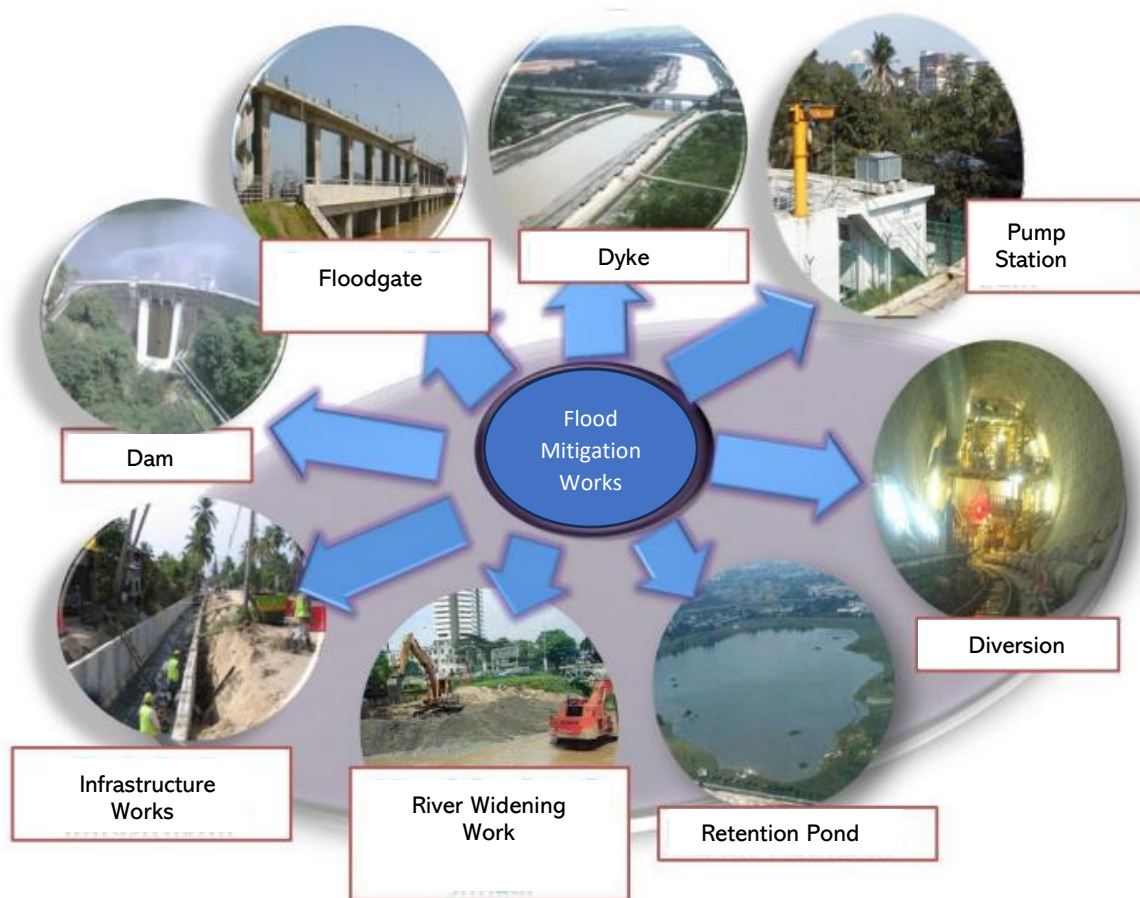 Floodgate
Dyke
Pump
Station
Flood
Mitigation
Works
Dam
Diversion
Infrastructure
Works
River Widening
Work
Retention Pond